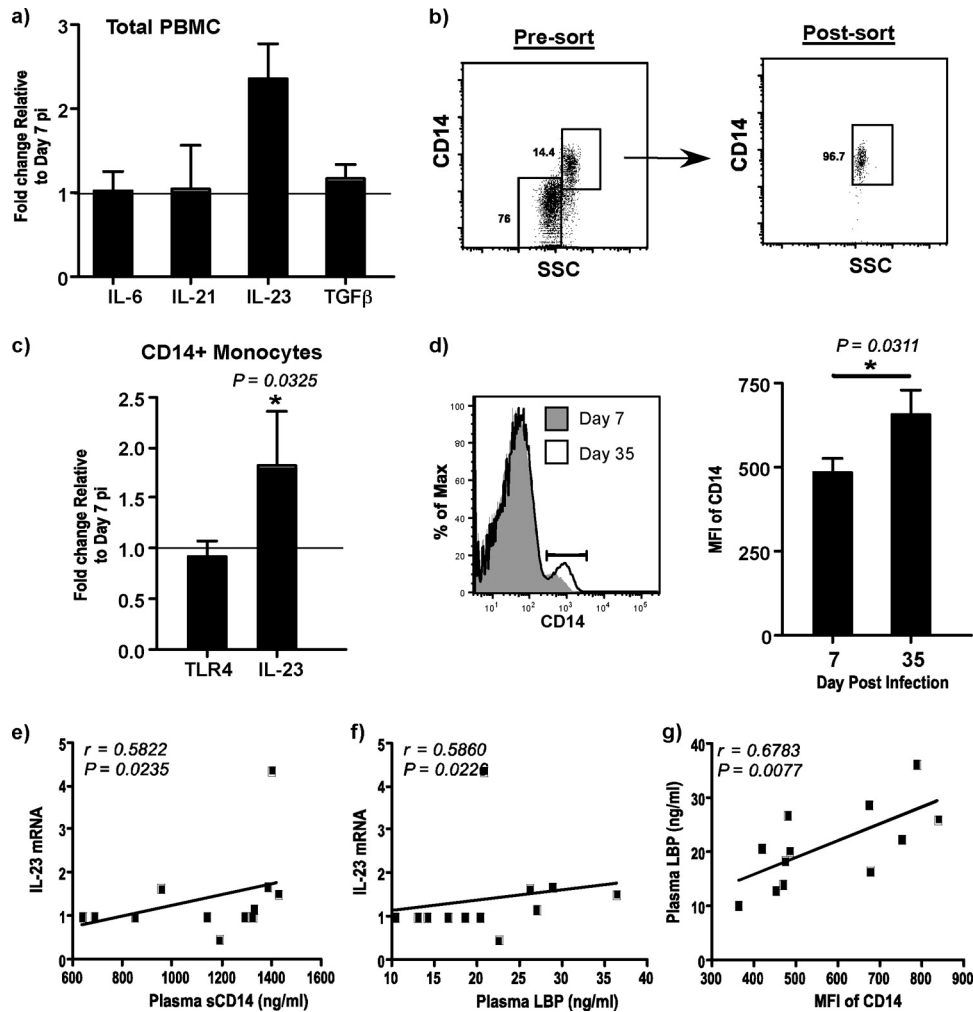 a)
Total PBMC
Fold change Relative
to Day 7 pi
3
2
1
0
IL-6 IL-21 IL-23 TGFβ
b)
Pre-sort
Post-sort
CD14
14.4
76
SSC
CD14
96.7
SSC
c)
CD14+ Monocytes
P = 0.0325
*
Fold change Relative
to Day 7 pi
2.5
2.0
1.5
1.0
0.5
0.0
TLR4 IL-23
d)
% of Max
100
80
60
40
20
0
Day 7
Day 35
10¹ 10² 10³ 10⁴ 10⁵
CD14
P = 0.0311
*
MFI of CD14
750
500
250
0
7 35
Day Post Infection
e)
r = 0.5822
P = 0.0235
IL-23 mRNA
5
4
3
2
1
0
600 800 1000 1200 1400 1600
Plasma sCD14 (ng/ml)
f)
r = 0.5860
P = 0.0226
IL-23 mRNA
5
4
3
2
1
0
10 15 20 25 30 35 40
Plasma LBP (ng/ml)
g)
r = 0.6783
P = 0.0077
Plasma LBP (ng/ml)
40
30
20
10
0
300 400 500 600 700 800 900
MFI of CD14